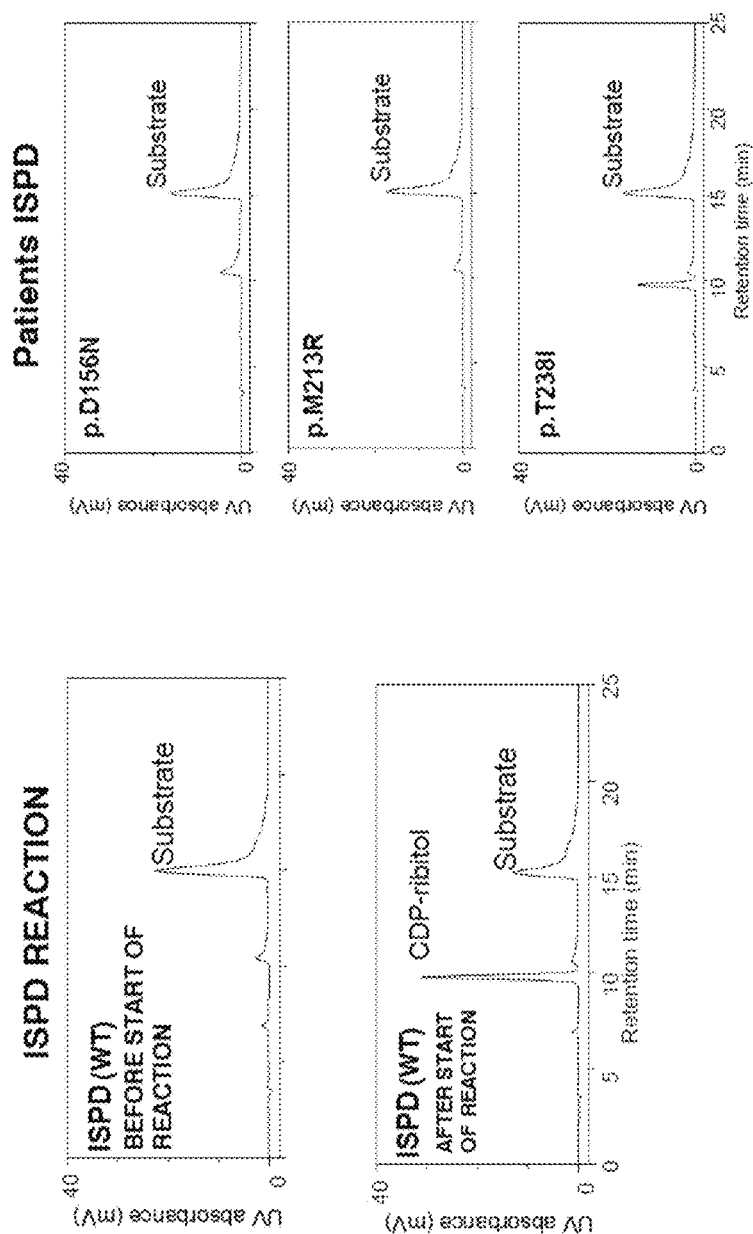 ISPD REACTION
40
0
UV absorbance (mV)
ISPD (WT)
BEFORE START OF
REACTION
Substrate
40
0
UV absorbance (mV)
ISPD (WT)
AFTER START
OF REACTION
CDP-ribitol
Substrate
0
5
10
15
20
25
Retention time (min)
Patients ISPD
40
0
UV absorbance (mV)
p.D156N
Substrate
40
0
UV absorbance (mV)
p.M213R
Substrate
40
0
UV absorbance (mV)
p.T238I
Substrate
0
5
10
15
20
25
Retention time (min)